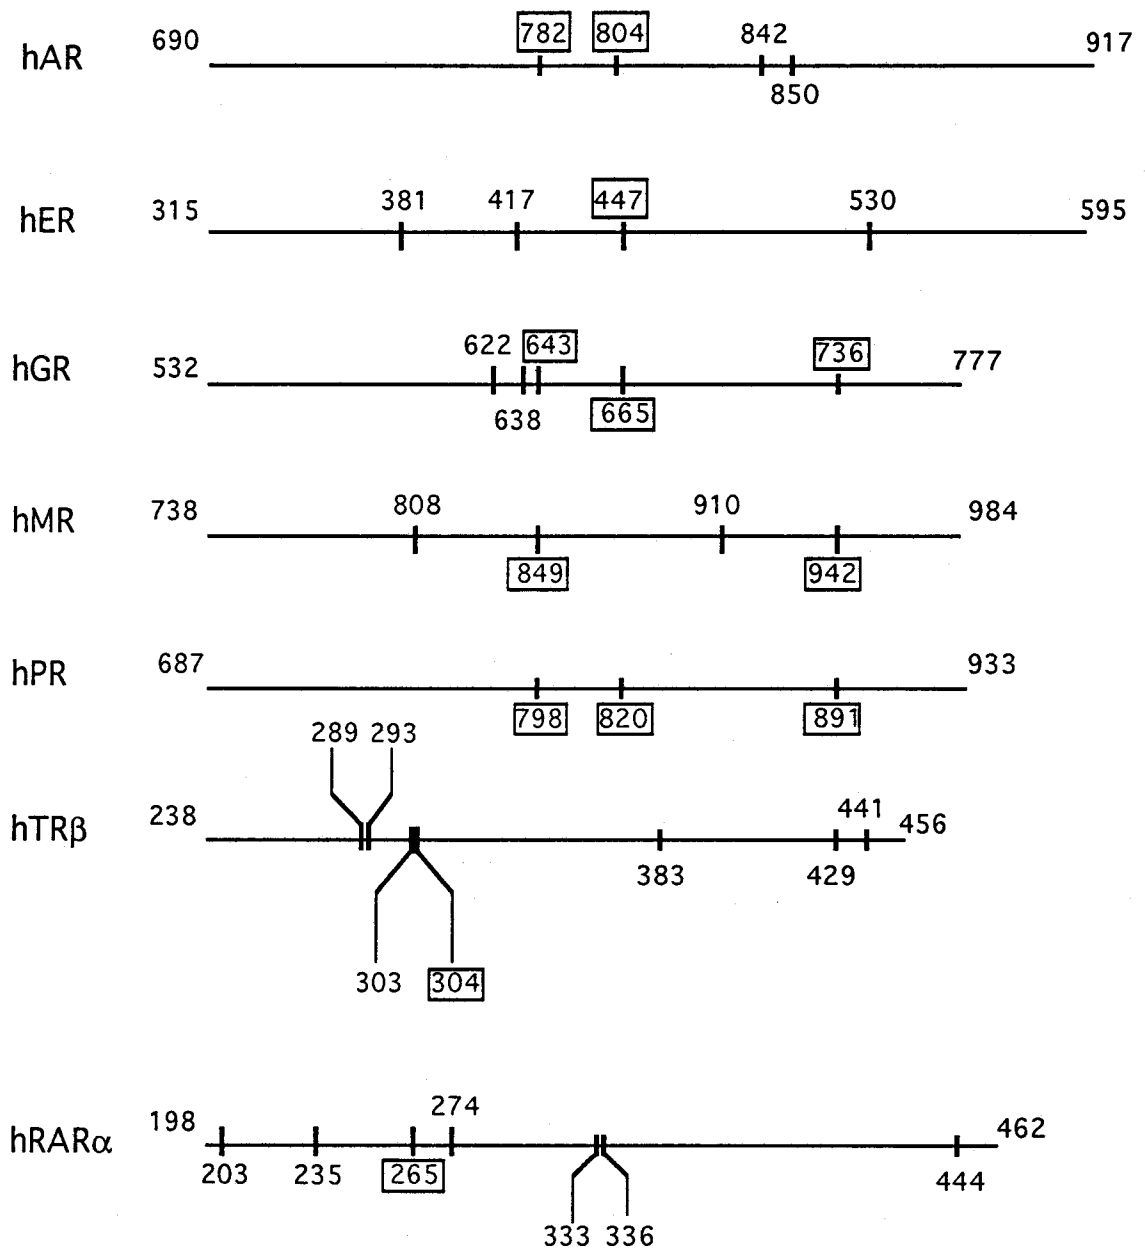 hAR 690 782 804 842 850 917
hER 315 381 417 447 530 595
hGR 532 622 638 643 665 736 777
hMR 738 808 849 910 942 984
hPR 687 798 820 891 933
hTRβ 238 289 293 303 304 383 429 441 456
hRARα 198 203 235 265 274 333 336 444 462